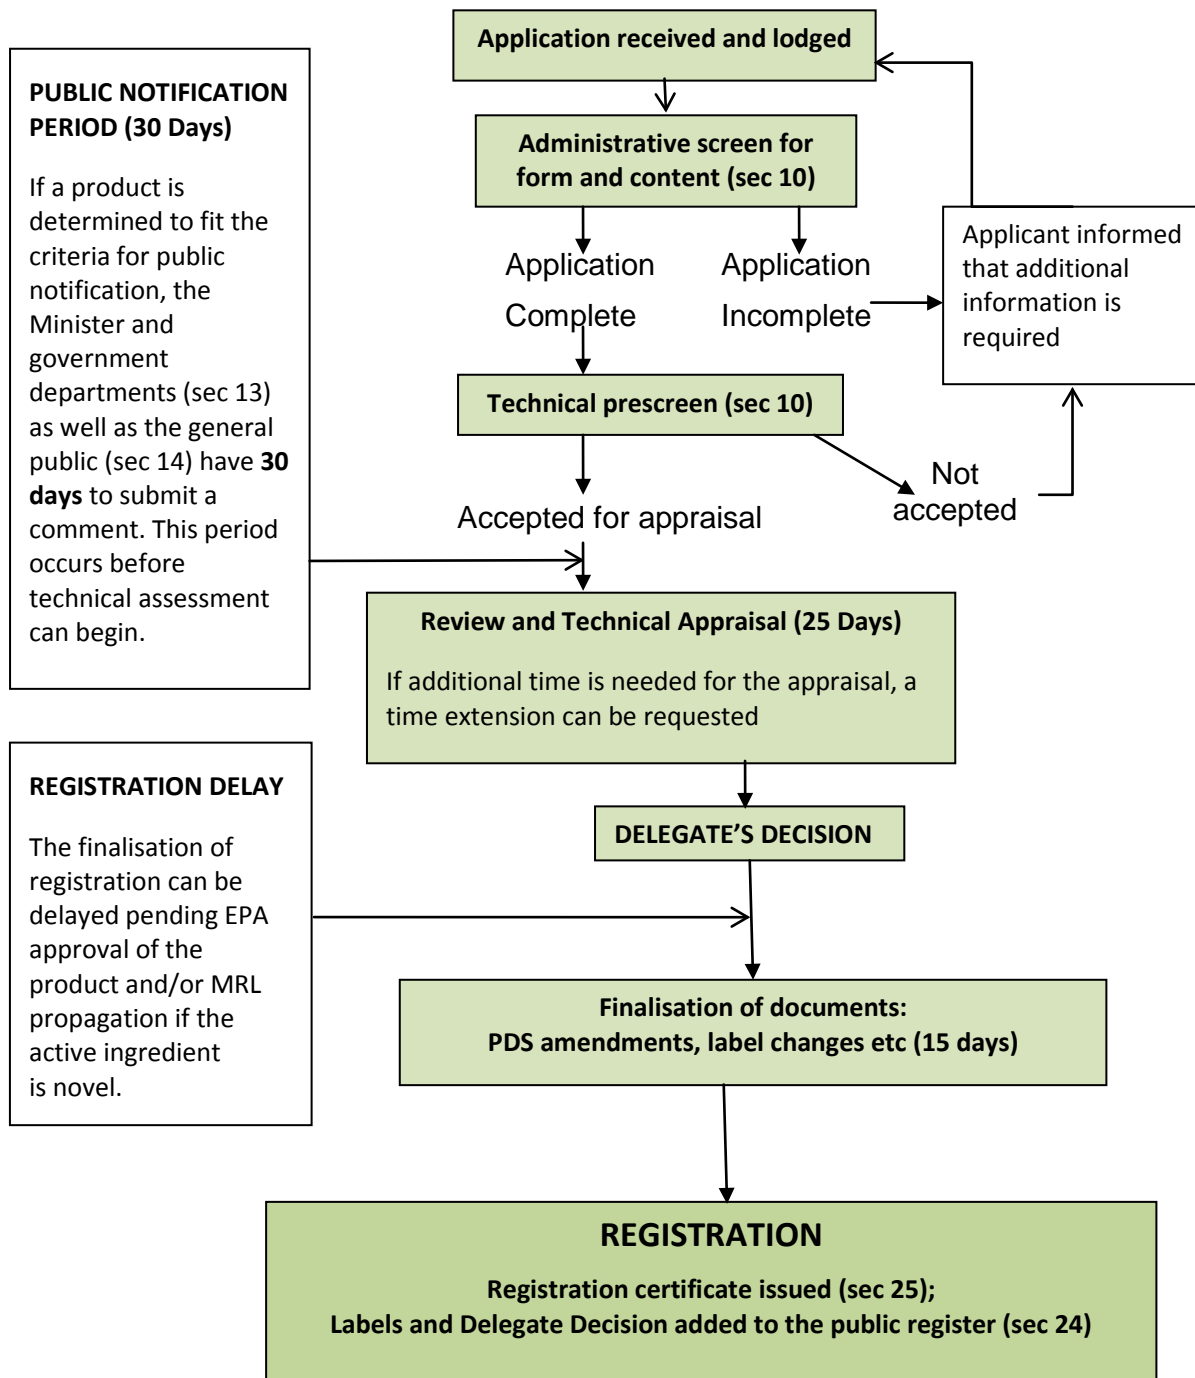 Application received and lodged
PUBLIC NOTIFICATION
PERIOD (30 Days)
If a product is
determined to fit the
criteria for public
notification, the
Minister and
government
departments (sec 13)
as well as the general
public (sec 14) have 30
days to submit a
comment. This period
occurs before
technical assessment
can begin.
Administrative screen for
form and content (sec 10)
Application
Complete
Application
Incomplete
Applicant informed
that additional
information is
required
Technical prescreen (sec 10)
Not
accepted
Accepted for appraisal
Review and Technical Appraisal (25 Days)
If additional time is needed for the appraisal, a
time extension can be requested
DELEGATE'S DECISION
REGISTRATION DELAY
The finalisation of
registration can be
delayed pending EPA
approval of the
product and/or MRL
propagation if the
active ingredient
is novel.
Finalisation of documents:
PDS amendments, label changes etc (15 days)
REGISTRATION
Registration certificate issued (sec 25);
Labels and Delegate Decision added to the public register (sec 24)